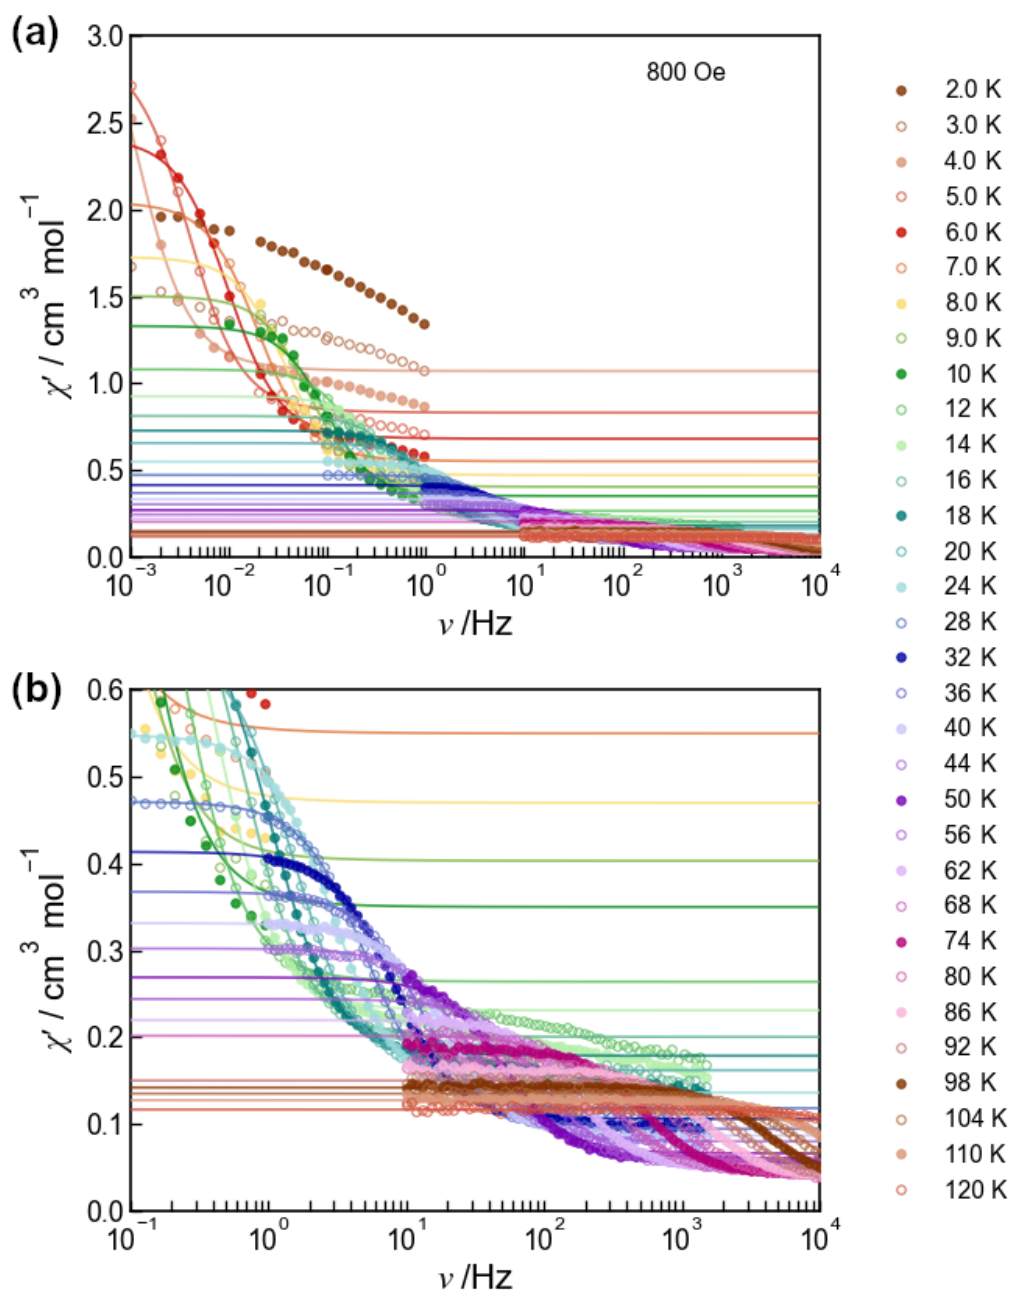 (a)
3.0
2.5
2.0
1.5
1.0
0.5
0.0
χ′ / cm³ mol⁻¹
800 Oe
10⁻³ 10⁻² 10⁻¹ 10⁰ 10¹ 10² 10³ 10⁴
ν /Hz
(b)
0.6
0.5
0.4
0.3
0.2
0.1
0.0
χ′ / cm³ mol⁻¹
10⁻¹ 10⁰ 10¹ 10² 10³ 10⁴
ν /Hz
2.0 K
3.0 K
4.0 K
5.0 K
6.0 K
7.0 K
8.0 K
9.0 K
10 K
12 K
14 K
16 K
18 K
20 K
24 K
28 K
32 K
36 K
40 K
44 K
50 K
56 K
62 K
68 K
74 K
80 K
86 K
92 K
98 K
104 K
110 K
120 K